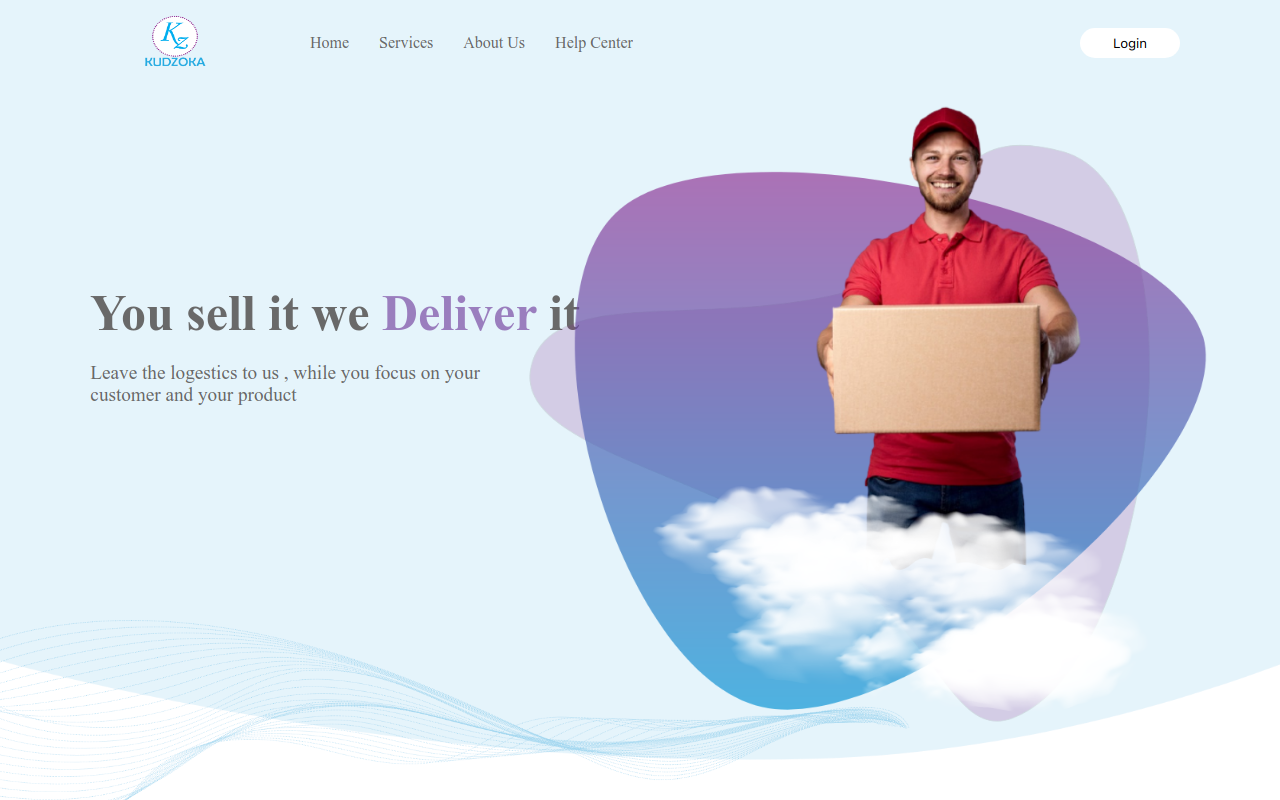 Kz
KUDZOKA
Home
Services
About Us
Help Center
Login
You sell it we Deliver it
Leave the logestics to us , while you focus on your
customer and your product